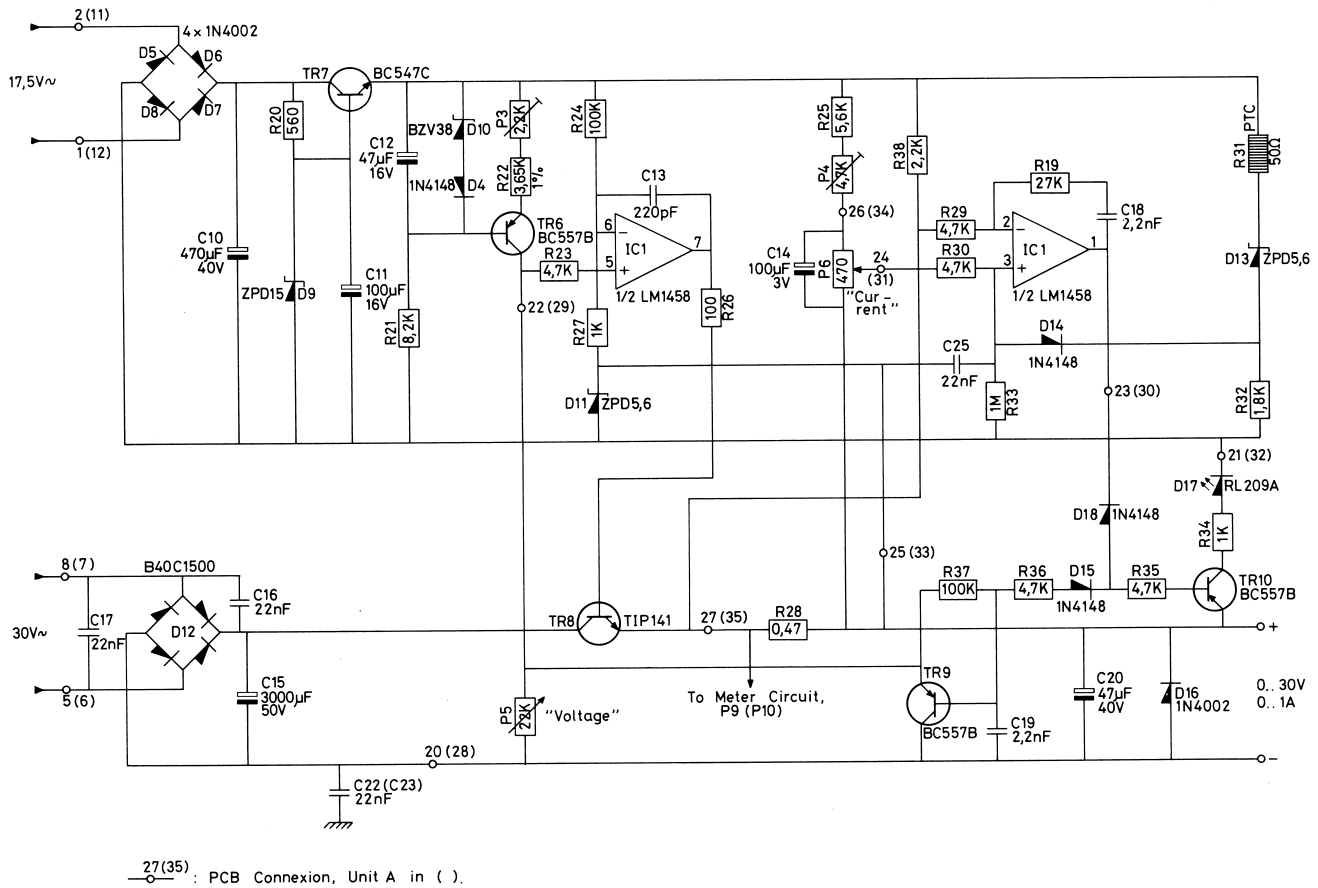 2 (11)
4 x 1N4002
D5
D6
17,5V~
D8
D7
1 (12)
TR7
BC547C
R20
560
C10
470µF
40V
ZPD15
D9
C11
100µF
16V
C12
47µF
16V
BZV38
D10
1N4148
D4
R21
8,2K
P3
2,2K
R22
3,65K
1%
TR6
BC557B
R23
4,7K
22 (29)
R24
100K
C13
220pF
6
–
5
+
7
IC1
1/2 LM1458
R27
1K
D11
ZPD5,6
100
R26
R25
5,6K
P4
4,7K
26 (34)
C14
100µF
3V
P6
470
24
(31)
"Cur-
rent"
R38
2,2K
R29
4,7K
R30
4,7K
R19
27K
2
–
3
+
1
IC1
1/2 LM1458
C18
2,2nF
PTC
R31
50Ω
D13
ZPD5,6
D14
1N4148
C25
22nF
1M
R33
23 (30)
R32
1,8K
21 (32)
D17
RL209A
D18
1N4148
R34
1K
25 (33)
8 (7)
B40C1500
C16
22nF
C17
22nF
30V~
D12
5 (6)
C15
3000µF
50V
TR8
TIP141
27 (35)
R28
0,47
R37
100K
R36
4,7K
D15
1N4148
R35
4,7K
TR10
BC557B
+
To Meter Circuit,
P9 (P10)
P5
22K
"Voltage"
TR9
BC557B
C19
2,2nF
C20
47µF
40V
D16
1N4002
0..30V
0..1A
20 (28)
–
C22 (C23)
22nF
27(35)
: PCB Connexion, Unit A in ( ).